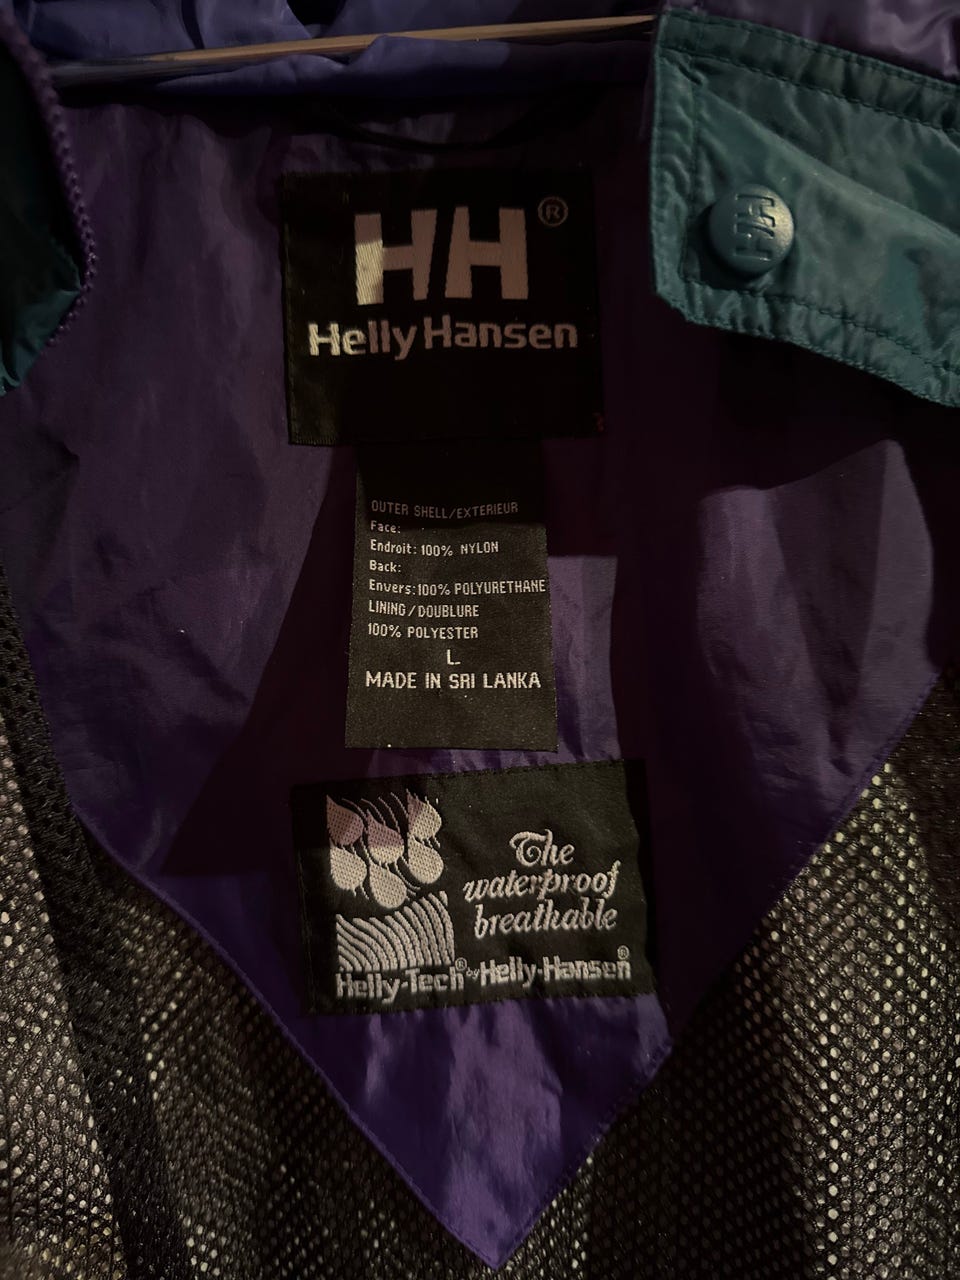 HH®
Helly Hansen
HH
OUTER SHELL/EXTERIEUR
Face:
Endroit: 100% NYLON
Back:
Envers: 100% POLYURETHANE
LINING/DOUBLURE
100% POLYESTER
L
MADE IN SRI LANKA
The
waterproof
breathable
Helly-Tech® by Helly-Hansen®